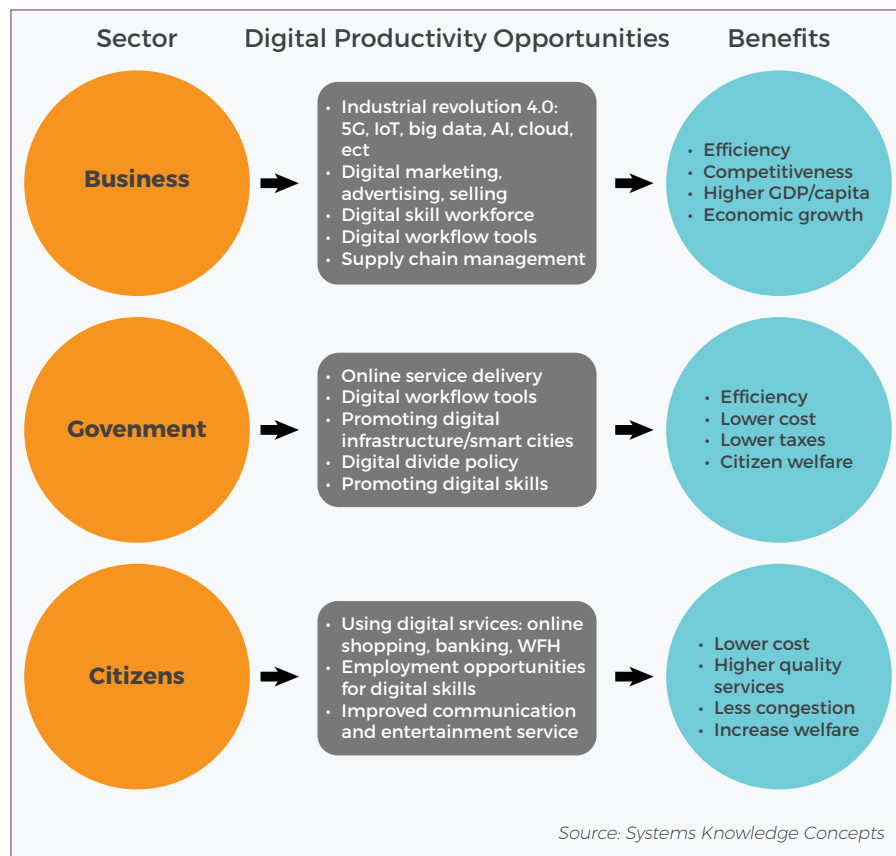 Sector
Digital Productivity Opportunities
Benefits
Business
• Industrial revolution 4.0:
5G, IoT, big data, AI, cloud,
ect
• Digital marketing,
advertising, selling
• Digital skill workforce
• Digital workflow tools
• Supply chain management
• Efficiency
• Competitiveness
• Higher GDP/capita
• Economic growth
Govenment
• Online service delivery
• Digital workflow tools
• Promoting digital
infrastructure/smart cities
• Digital divide policy
• Promoting digital skills
• Efficiency
• Lower cost
• Lower taxes
• Citizen welfare
Citizens
• Using digital srvices: online
shopping, banking, WFH
• Employment opportunities
for digital skills
• Improved communication
and entertainment service
• Lower cost
• Higher quality
services
• Less congestion
• Increase welfare
Source: Systems Knowledge Concepts